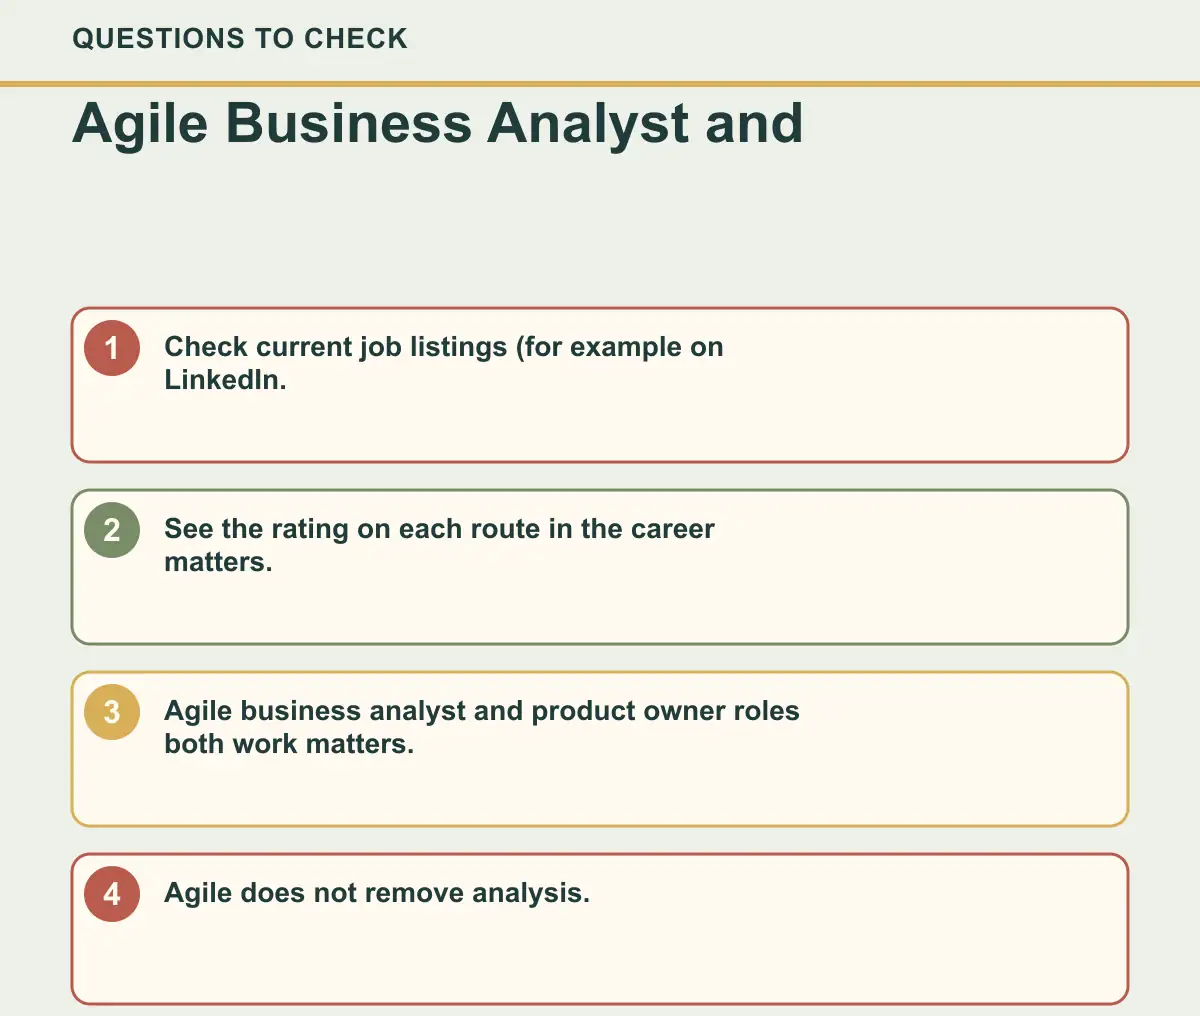 QUESTIONS TO CHECK
Agile Business Analyst and
1
Check current job listings (for example on
LinkedIn.
2
See the rating on each route in the career
matters.
3
Agile business analyst and product owner roles
both work matters.
4
Agile does not remove analysis.